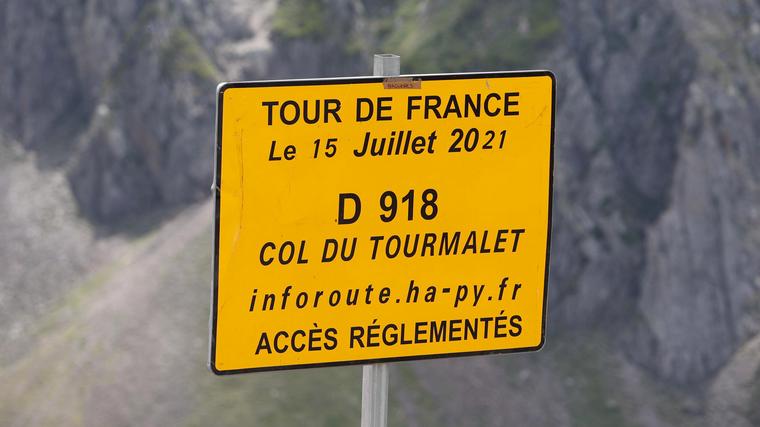 TOUR DE FRANCE
Le 15 Juillet 2021
D 918
COL DU TOURMALET
inforoute.ha-py.fr
ACCÈS RÉGLEMENTÉS